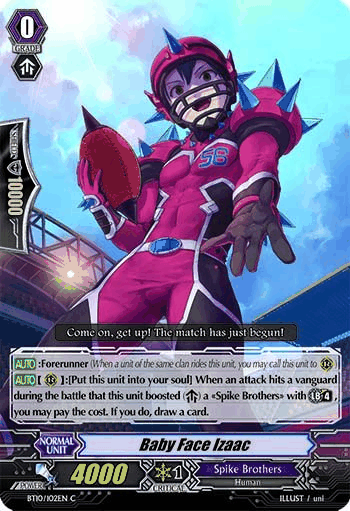 0
GRADE
SHIELD
10000
SB
Come on, get up! The match has just begun!
AUTO :Forerunner (When a unit of the same clan rides this unit, you may call this unit to RC)
AUTO [RC]:[Put this unit into your soul] When an attack hits a vanguard
during the battle that this unit boosted () a «Spike Brothers» with LB4,
you may pay the cost. If you do, draw a card.
NORMAL
UNIT
Baby Face Izaac
POWER
4000
1
CRITICAL
Spike Brothers
Human
BT10/102EN C
ILLUST / uni